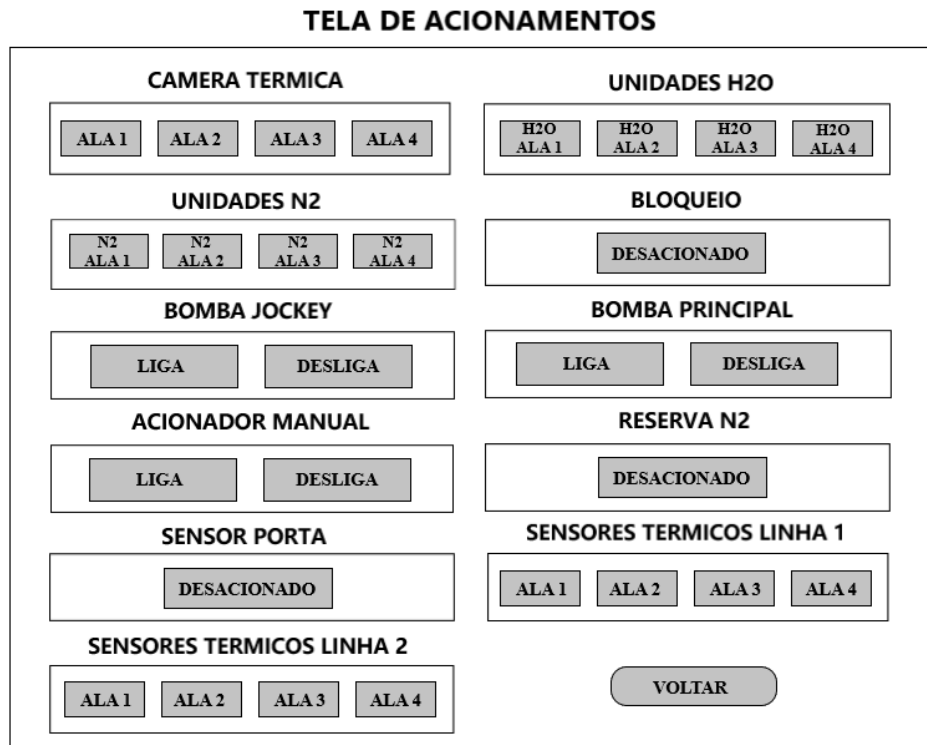 TELA DE ACIONAMENTOS
CAMERA TERMICA
ALA 1 ALA 2 ALA 3 ALA 4
UNIDADES H2O
H2O ALA 1 H2O ALA 2 H2O ALA 3 H2O ALA 4
UNIDADES N2
N2 ALA 1 N2 ALA 2 N2 ALA 3 N2 ALA 4
BLOQUEIO
DESACIONADO
BOMBA JOCKEY
LIGA DESLIGA
BOMBA PRINCIPAL
LIGA DESLIGA
ACIONADOR MANUAL
LIGA DESLIGA
RESERVA N2
DESACIONADO
SENSOR PORTA
DESACIONADO
SENSORES TERMICOS LINHA 1
ALA 1 ALA 2 ALA 3 ALA 4
SENSORES TERMICOS LINHA 2
ALA 1 ALA 2 ALA 3 ALA 4
VOLTAR